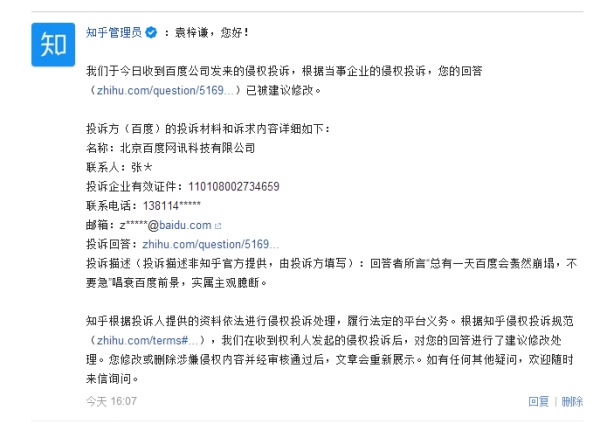 知
知乎管理员 ：袁梓谦，您好！
我们于今日收到百度公司发来的侵权投诉，根据当事企业的侵权投诉，您的回答
（zhihu.com/question/5169...）已被建议修改。
投诉方（百度）的投诉材料和诉求内容详细如下：
名称：北京百度网讯科技有限公司
联系人：张＊
投诉企业有效证件：110108002734659
联系电话：138114*****
邮箱：z*****@baidu.com
投诉回答：zhihu.com/question/5169...
投诉描述（投诉描述非知乎官方提供，由投诉方填写）：回答者所言“总有一天百度会轰然崩塌，不
要急”唱衰百度前景，实属主观臆断。
知乎根据投诉人提供的资料依法进行侵权投诉处理，履行法定的平台义务。根据知乎侵权投诉规范
（zhihu.com/terms#...），我们在收到权利人发起的侵权投诉后，对您的回答进行了建议修改处
理。您修改或删除涉嫌侵权内容并经审核通过后，文章会重新展示。如有任何其他疑问，欢迎随时
来信询问。
今天 16:07 回复 | 删除